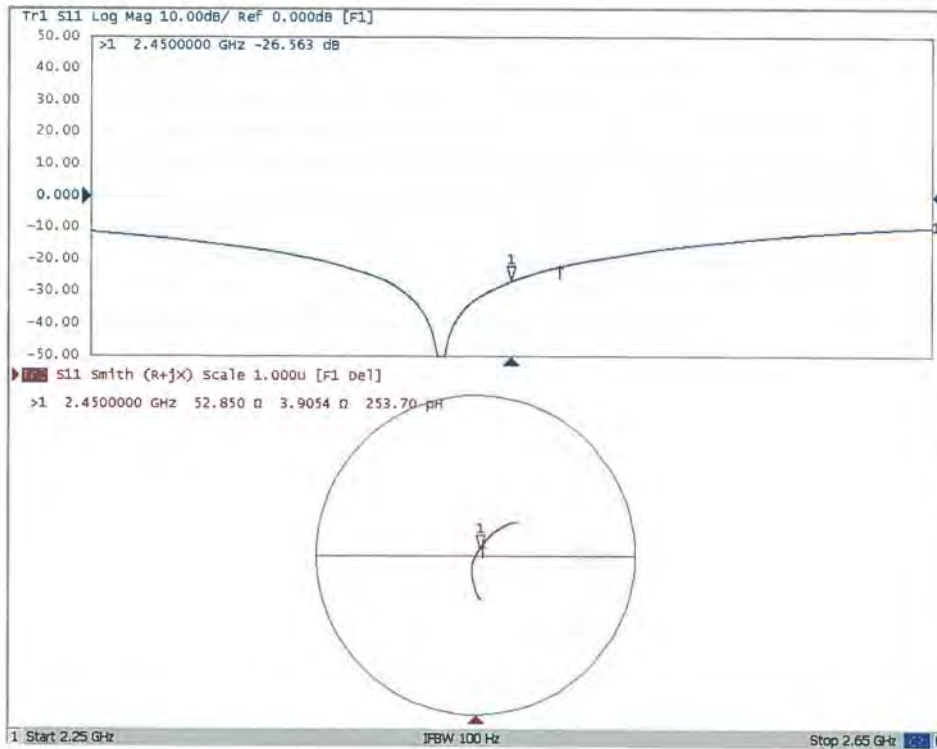 Tr1 S11 Log Mag 10.00dB/ Ref 0.000dB [F1]
50.00
>1 2.4500000 GHz -26.563 dB
40.00
30.00
20.00
10.00
0.000
-10.00
1
-20.00
1
-30.00
-40.00
-50.00
S11 Smith (R+jX) Scale 1.000U [F1 Del]
>1 2.4500000 GHz 52.850 Ω 3.9054 Ω 253.70 pH
1
1 Start 2.25 GHz IFBW 100 Hz Stop 2.65 GHz